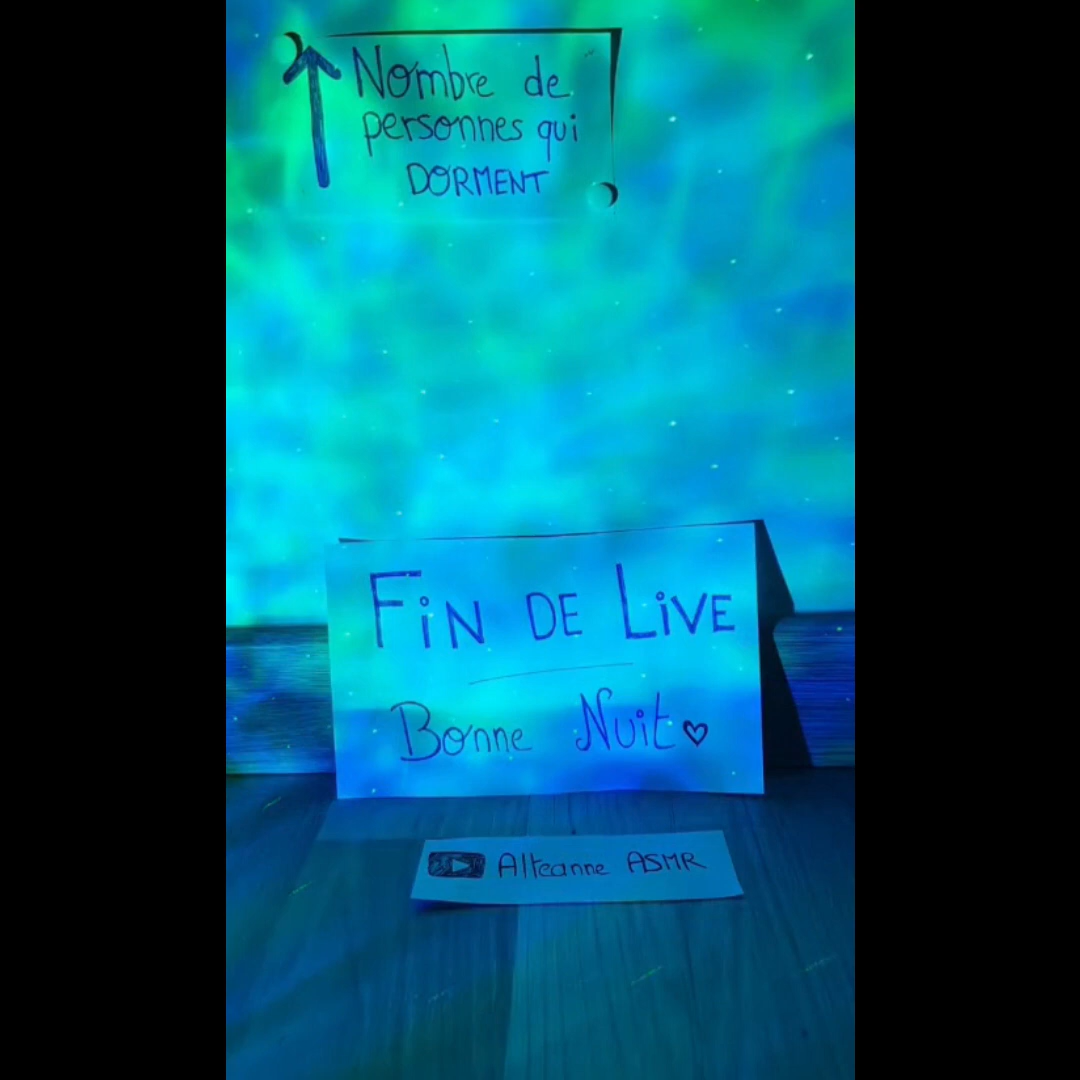 Nombre de
personnes qui
DORMENT
FiN DE LiVE
Bonne Nuit
Alteanne ASMR